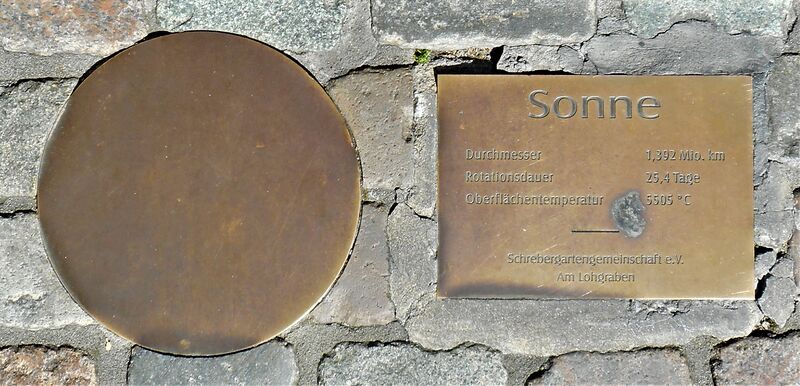 Sonne
Durchmesser 1,392 Mio. km
Rotationsdauer 25,4 Tage
Oberflächentemperatur 5505 °C
Schrebergartengemeinschaft e.V.
Am Lohgraben